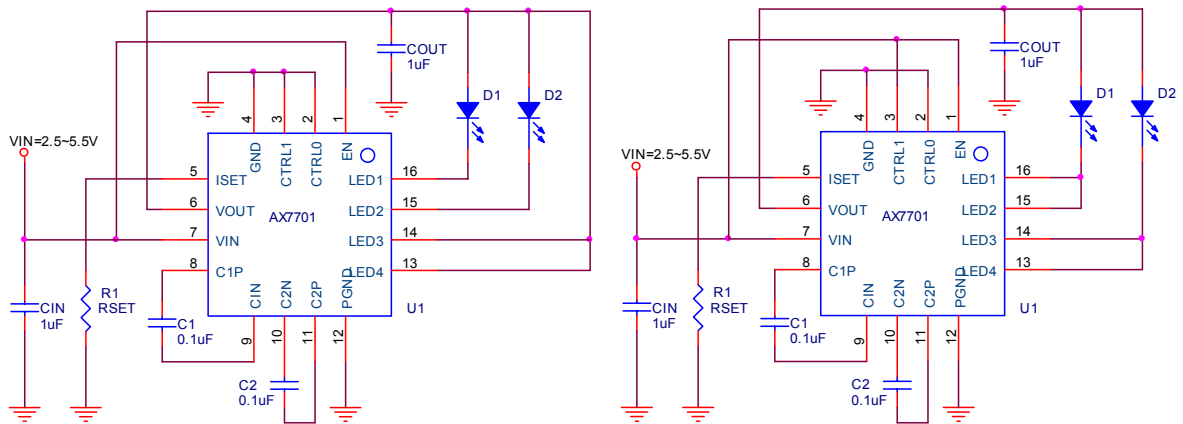 COUT
1uF
D1
D2
4
3
2
1
GND
CTRL1
CTRL0
EN
VIN=2.5~5.5V
5
ISET
LED1
16
6
VOUT
AX7701
LED2
15
7
VIN
LED3
14
8
C1P
LED4
13
CIN
C2N
C2P
PGND
U1
CIN
1uF
R1
RSET
C1
0.1uF
9
10
11
12
C2
0.1uF
COUT
1uF
D1
D2
4
3
2
1
GND
CTRL1
CTRL0
EN
VIN=2.5~5.5V
5
ISET
LED1
16
6
VOUT
AX7701
LED2
15
7
VIN
LED3
14
8
C1P
LED4
13
CIN
C2N
C2P
PGND
U1
CIN
1uF
R1
RSET
C1
0.1uF
9
10
11
12
C2
0.1uF